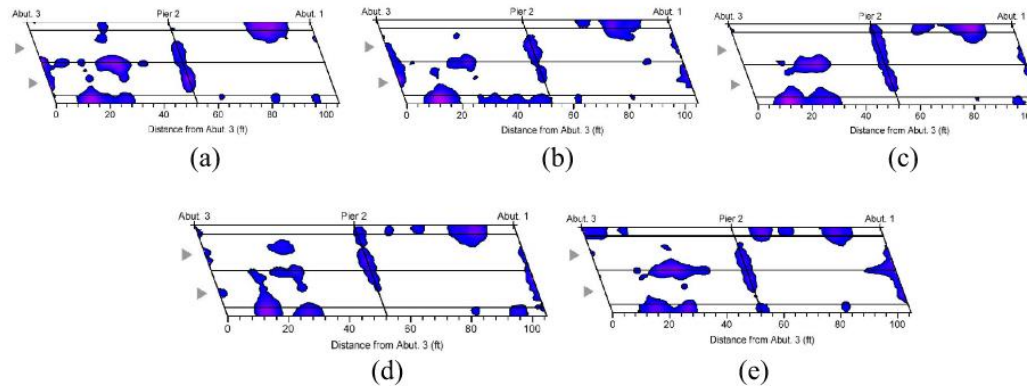 Abut. 3 Pier 2 Abut. 1
0 20 40 60 80 100
Distance from Abut. 3 (ft)
(a)
Abut. 3 Pier 2 Abut. 1
0 20 40 60 80 100
Distance from Abut. 3 (ft)
(b)
Abut. 3 Pier 2 Abut. 1
0 20 40 60 80 100
Distance from Abut. 3 (ft)
(c)
Abut. 3 Pier 2 Abut. 1
0 20 40 60 80 100
Distance from Abut. 3 (ft)
(d)
Abut. 3 Pier 2 Abut. 1
0 20 40 60 80 100
Distance from Abut. 3 (ft)
(e)